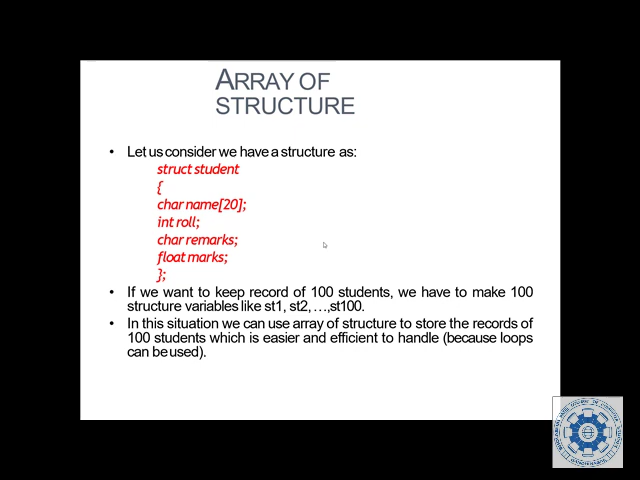 ARRAY OF
STRUCTURE
• Let us consider we have a structure as:
struct student
{
char name[20];
int roll;
char remarks;
float marks;
};
• If we want to keep record of 100 students, we have to make 100
structure variables like st1, st2, …,st100.
• In this situation we can use array of structure to store the records of
100 students which is easier and efficient to handle (because loops
can be used).